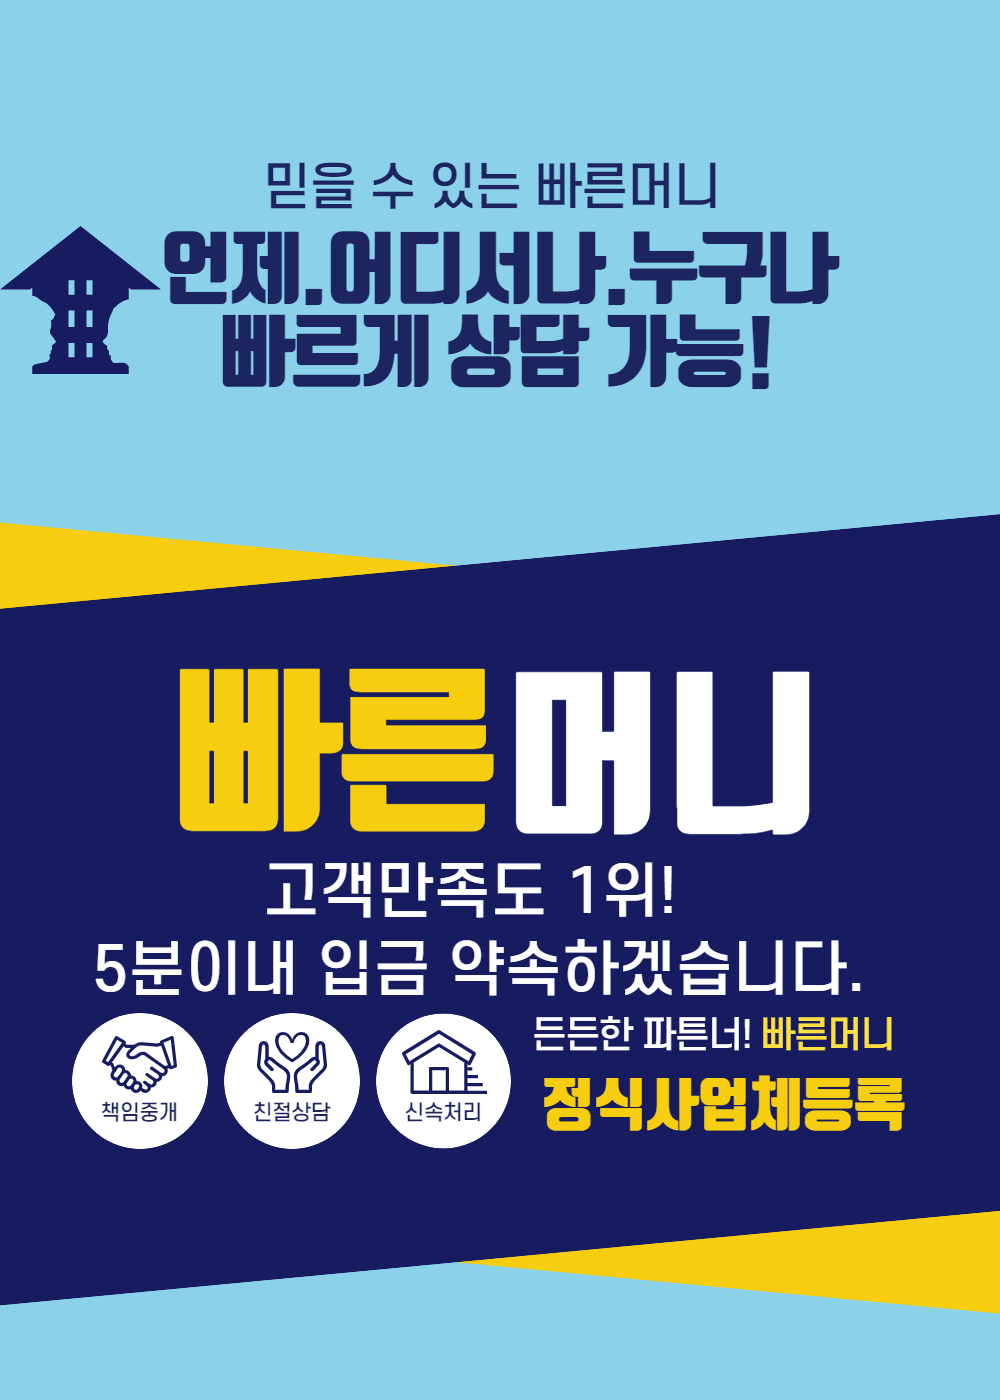 믿을 수 있는 빠른머니
언제.어디서나.누구나
빠르게 상담 가능!
빠른머니
고객만족도 1위!
5분이내 입금 약속하겠습니다.
든든한 파트너! 빠른머니
정식사업체등록
책임중개
친절상담
신속처리